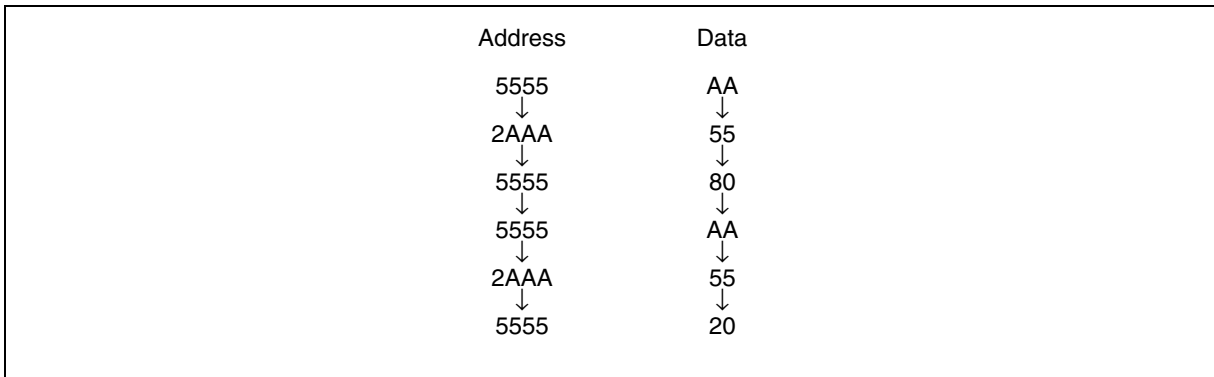 Address Data
5555 AA
↓ ↓
2AAA 55
↓ ↓
5555 80
↓ ↓
5555 AA
↓ ↓
2AAA 55
↓ ↓
5555 20